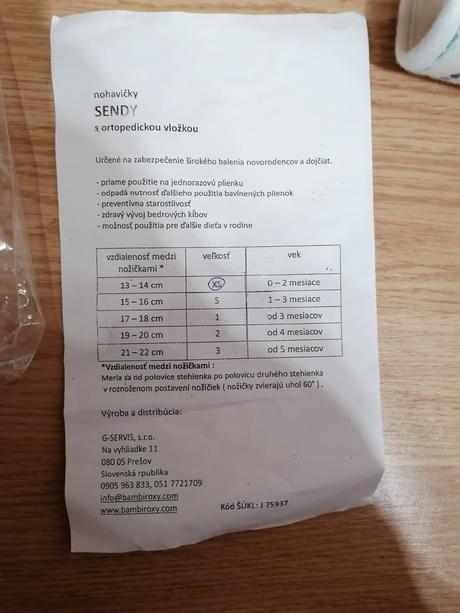 nohavičky
SENDY
s ortopedickou vložkou
Určené na zabezpečenie širokého balenia novorodencov a dojčiat.
- priame použitie na jednorazovú plienku
- odpadá nutnosť ďalšieho použitia bavlnených plienok
- preventívna starostlivosť
- zdravý vývoj bedrových kĺbov
- možnosť použitia pre ďalšie dieťa v rodine
vzdialenosť medzi nožičkami * veľkosť vek
13 – 14 cm XS 0 – 2 mesiace
15 – 16 cm S 1 – 3 mesiace
17 – 18 cm 1 od 3 mesiacov
19 – 20 cm 2 od 4 mesiacov
21 – 22 cm 3 od 5 mesiacov
*Vzdialenosť medzi nožičkami :
Meria sa od polovice stehienka po polovicu druhého stehienka
v roznoženom postavení nožičiek ( nožičky zvierajú uhol 60° ) .
Výroba a distribúcia:
G-SERVIS, s.r.o.
Na vyhliadke 11
080 05 Prešov
Slovenská rpublika
0905 963 833, 051 7721709
info@bambiroxy.com
www.bambiroxy.com Kód ŠÚKL: J 75937